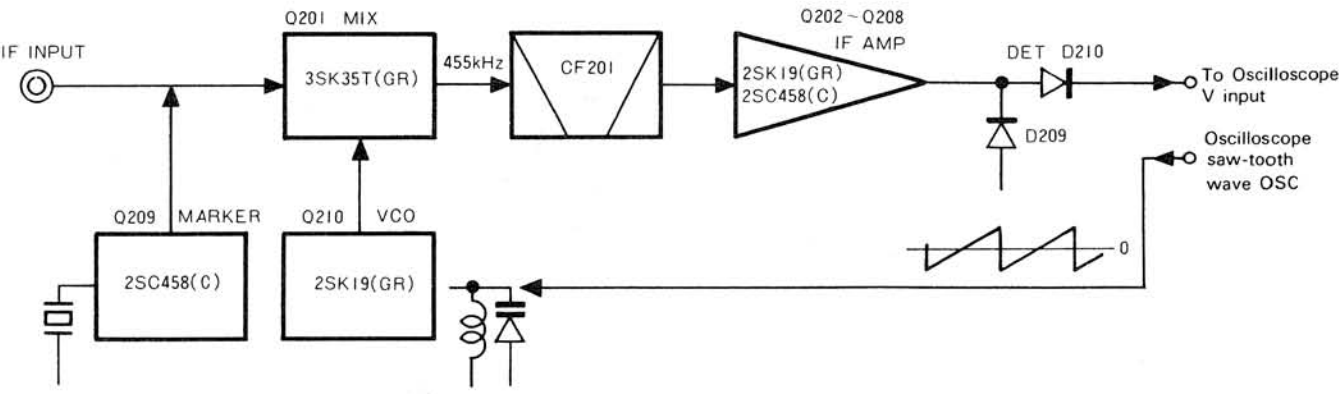 Q201 MIX
Q202~Q208
IF INPUT
IF AMP
DET D210
3SK35T(GR)
455kHz
CF201
2SK19(GR)
2SC458(C)
To Oscilloscope
V input
D209
Oscilloscope
saw-tooth
wave OSC
Q209 MARKER
Q210 VCO
0
2SC458(C)
2SK19(GR)